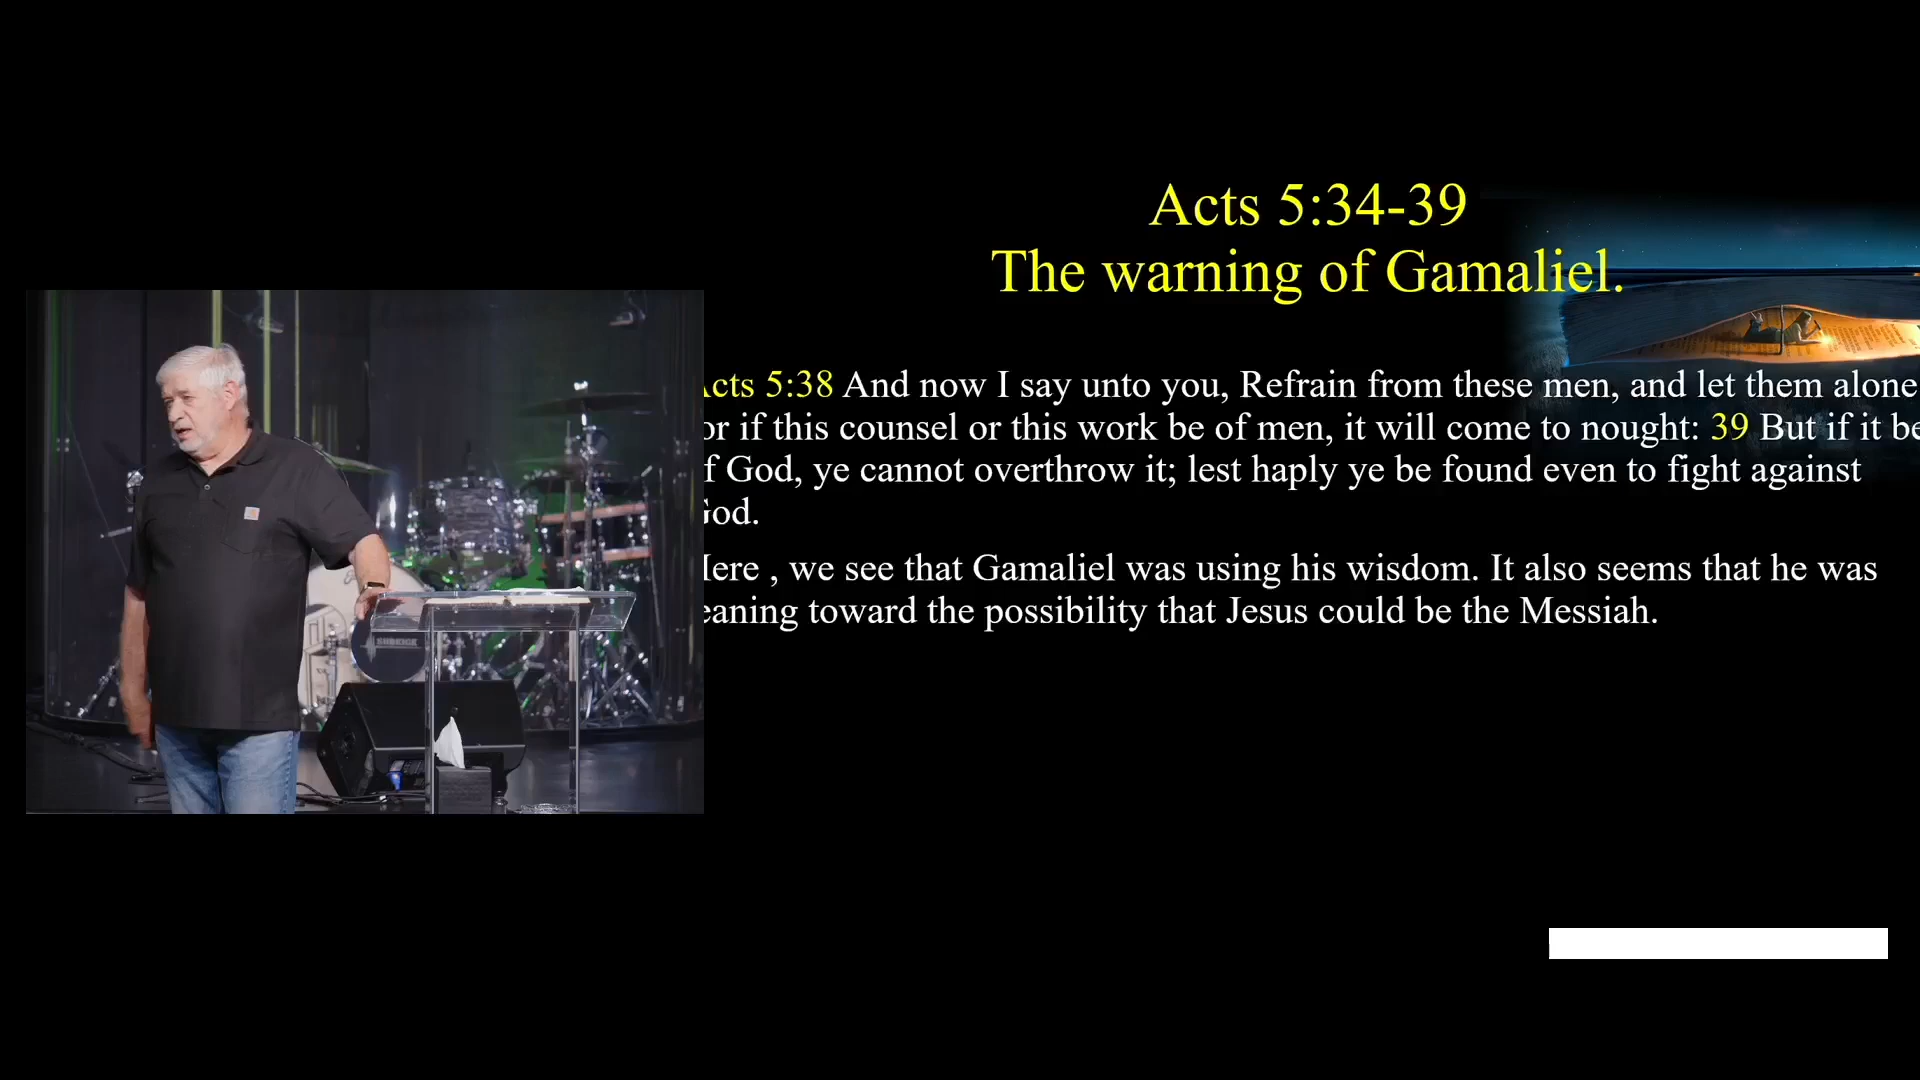 Acts 5:34-39
The warning of Gamaliel.
cts 5:38 And now I say unto you, Refrain from these men, and let them alone
or if this counsel or this work be of men, it will come to nought: 39 But if it be
f God, ye cannot overthrow it; lest haply ye be found even to fight against
od.
ere , we see that Gamaliel was using his wisdom. It also seems that he was
eaning toward the possibility that Jesus could be the Messiah.